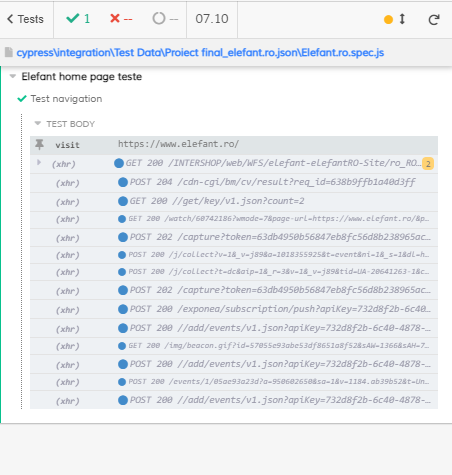 Tests 1 -- -- 07.10
cypress\integration\Test Data\Proiect final_elefant.ro.json\Elefant.ro.spec.js
Elefant home page teste
Test navigation
TEST BODY
visit https://www.elefant.ro/
(xhr) GET 200 /INTERSHOP/web/WFS/elefant-elefantRO-Site/ro_RO... 2
(xhr) POST 204 /cdn-cgi/bm/cv/result?req_id=638b9ffb1a40d3ff
(xhr) GET 200 //get/key/v1.json?count=2
(xhr) GET 200 /watch/60742186?wmode=7&page-url=https://www.elefant.ro/&p...
(xhr) POST 202 /capture?token=63db4950b56847eb8fc56d8b238965ac...
(xhr) POST 200 /j/collect?v=1&_v=j89&a=1018355925&t=event&ni=1&_s=1&dl=h...
(xhr) POST 200 /j/collect?t=dc&aip=1&_r=3&v=1&_v=j89&tid=UA-20641263-1&c...
(xhr) POST 202 /capture?token=63db4950b56847eb8fc56d8b238965ac...
(xhr) POST 200 /exponea/subscription/push?apiKey=732d8f2b-6c40...
(xhr) POST 200 //add/events/v1.json?apiKey=732d8f2b-6c40-4878-...
(xhr) GET 200 /img/beacon.gif?id=57055e93abe53df8651a8f52&sAW=1366&sAH=7...
(xhr) POST 200 //add/events/v1.json?apiKey=732d8f2b-6c40-4878-...
(xhr) POST 200 /events/1/05ae93a23d?a=950602650&sa=1&v=1184.ab39b52&t=Un...
(xhr) POST 200 //add/events/v1.json?apiKey=732d8f2b-6c40-4878-...